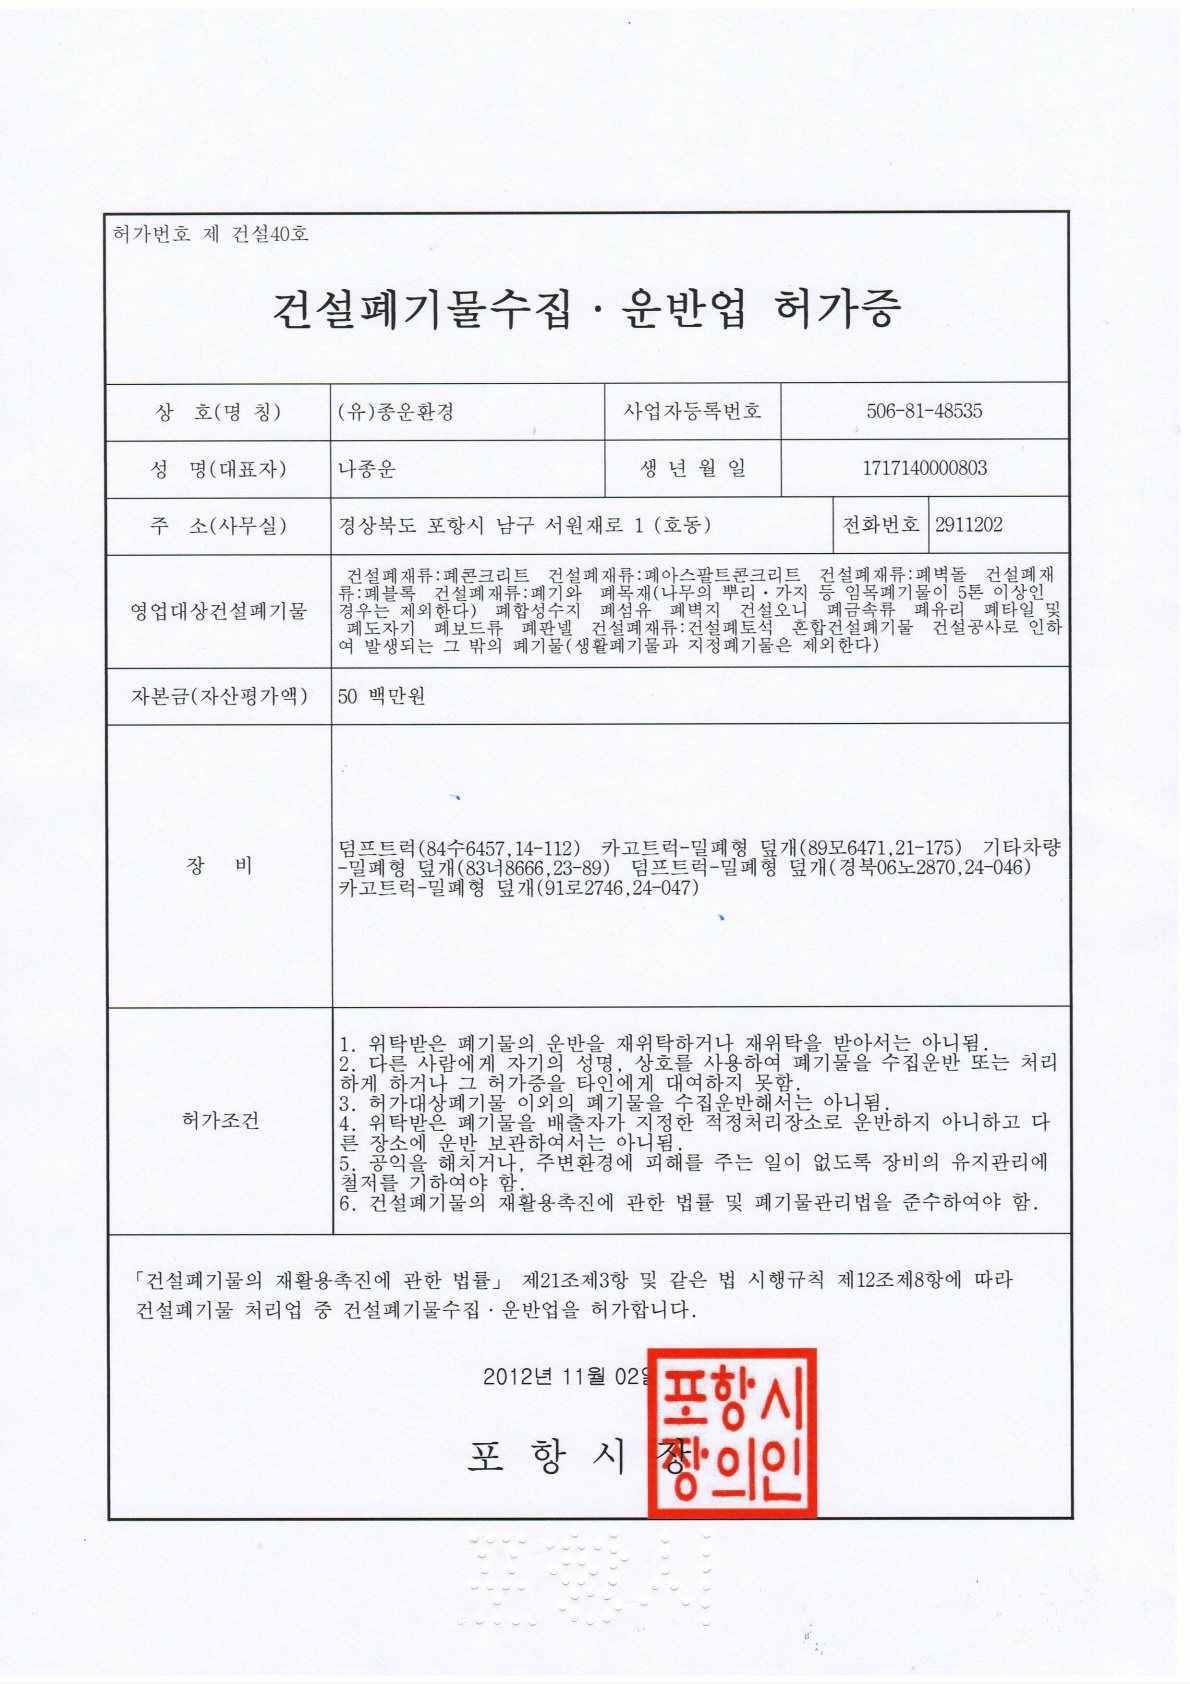 허가번호 제 건설40호
건설폐기물수집·운반업 허가증
상 호(명 칭) (유)종운환경 사업자등록번호 506-81-48535
성 명(대표자) 나종운 생 년 월 일 1717140000803
주 소(사무실) 경상북도 포항시 남구 서원재로 1 (호동) 전화번호 2911202
영업대상건설폐기물
건설폐재류:폐콘크리트 건설폐재류:폐아스팔트콘크리트 건설폐재류:폐벽돌 건설폐재
류:폐블록 건설폐재류:폐기와 폐목재(나무의 뿌리·가지 등 임목폐기물이 5톤 이상인
경우는 제외한다) 폐합성수지 폐섬유 폐벽지 건설오니 폐금속류 폐유리 폐타일 및
폐도자기 폐보드류 폐판넬 건설폐재류:건설폐토석 혼합건설폐기물 건설공사로 인하
여 발생되는 그 밖의 폐기물(생활폐기물과 지정폐기물은 제외한다)
자본금(자산평가액) 50 백만원
장 비
덤프트럭(84수6457,14-112) 카고트럭-밀폐형 덮개(89모6471,21-175) 기타차량
-밀폐형 덮개(83너8666,23-89) 덤프트럭-밀폐형 덮개(경북06노2870,24-046)
카고트럭-밀폐형 덮개(91로2746,24-047)
허가조건
1. 위탁받은 폐기물의 운반을 재위탁하거나 재위탁을 받아서는 아니됨.
2. 다른 사람에게 자기의 성명, 상호를 사용하여 폐기물을 수집운반 또는 처리
하게 하거나 그 허가증을 타인에게 대여하지 못함.
3. 허가대상폐기물 이외의 폐기물을 수집운반해서는 아니됨.
4. 위탁받은 폐기물을 배출자가 지정한 적정처리장소로 운반하지 아니하고 다
른 장소에 운반 보관하여서는 아니됨.
5. 공익을 해치거나, 주변환경에 피해를 주는 일이 없도록 장비의 유지관리에
철저를 기하여야 함.
6. 건설폐기물의 재활용촉진에 관한 법률 및 폐기물관리법을 준수하여야 함.
「건설폐기물의 재활용촉진에 관한 법률」 제21조제3항 및 같은 법 시행규칙 제12조제8항에 따라
건설폐기물 처리업 중 건설폐기물수집·운반업을 허가합니다.
2012년 11월 02일
포 항 시 장
포항시
장의인
포항시